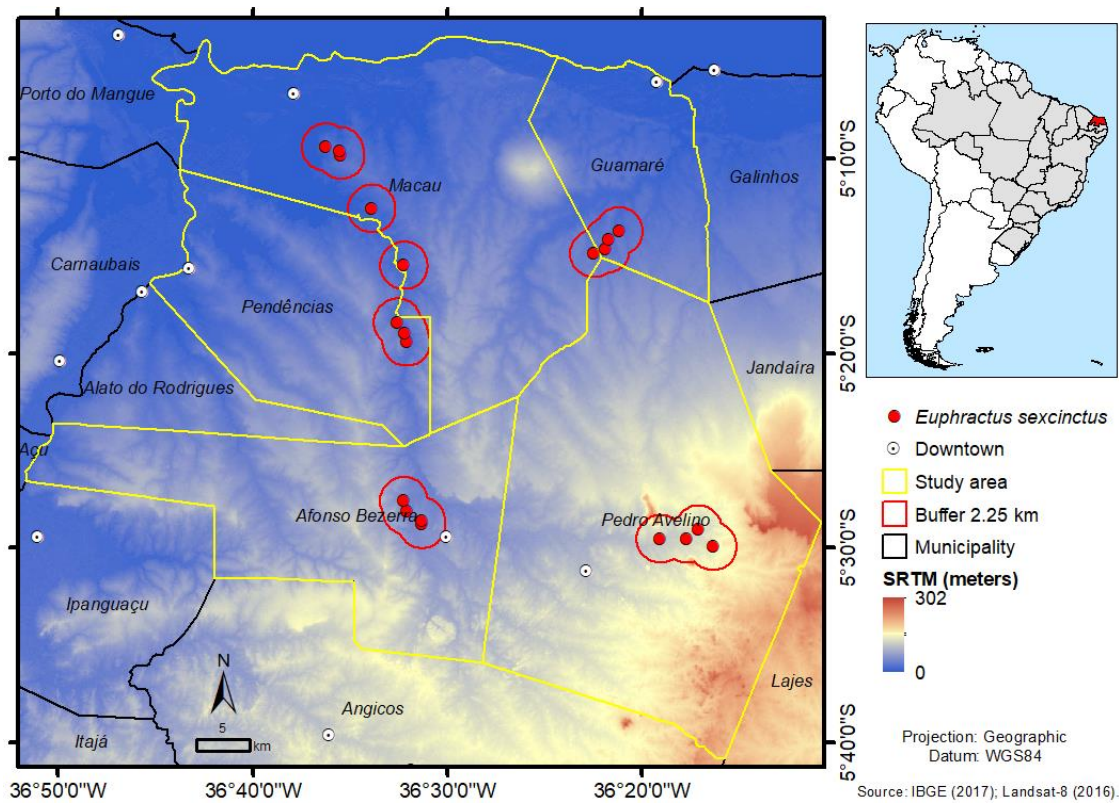 Porto do Mangue
Macau
Guamaré
Galinhos
Carnaubais
Pendências
Jandaíra
Alato do Rodrigues
Açu
Afonso Bezerra
Pedro Avelino
Ipanguaçu
Lajes
Angicos
Itajá
N
5
km
5°10'0"S
5°20'0"S
5°30'0"S
5°40'0"S
36°50'0"W
36°40'0"W
36°30'0"W
36°20'0"W
Euphractus sexcinctus
Downtown
Study area
Buffer 2.25 km
Municipality
SRTM (meters)
302
0
Projection: Geographic
Datum: WGS84
Source: IBGE (2017); Landsat-8 (2016).